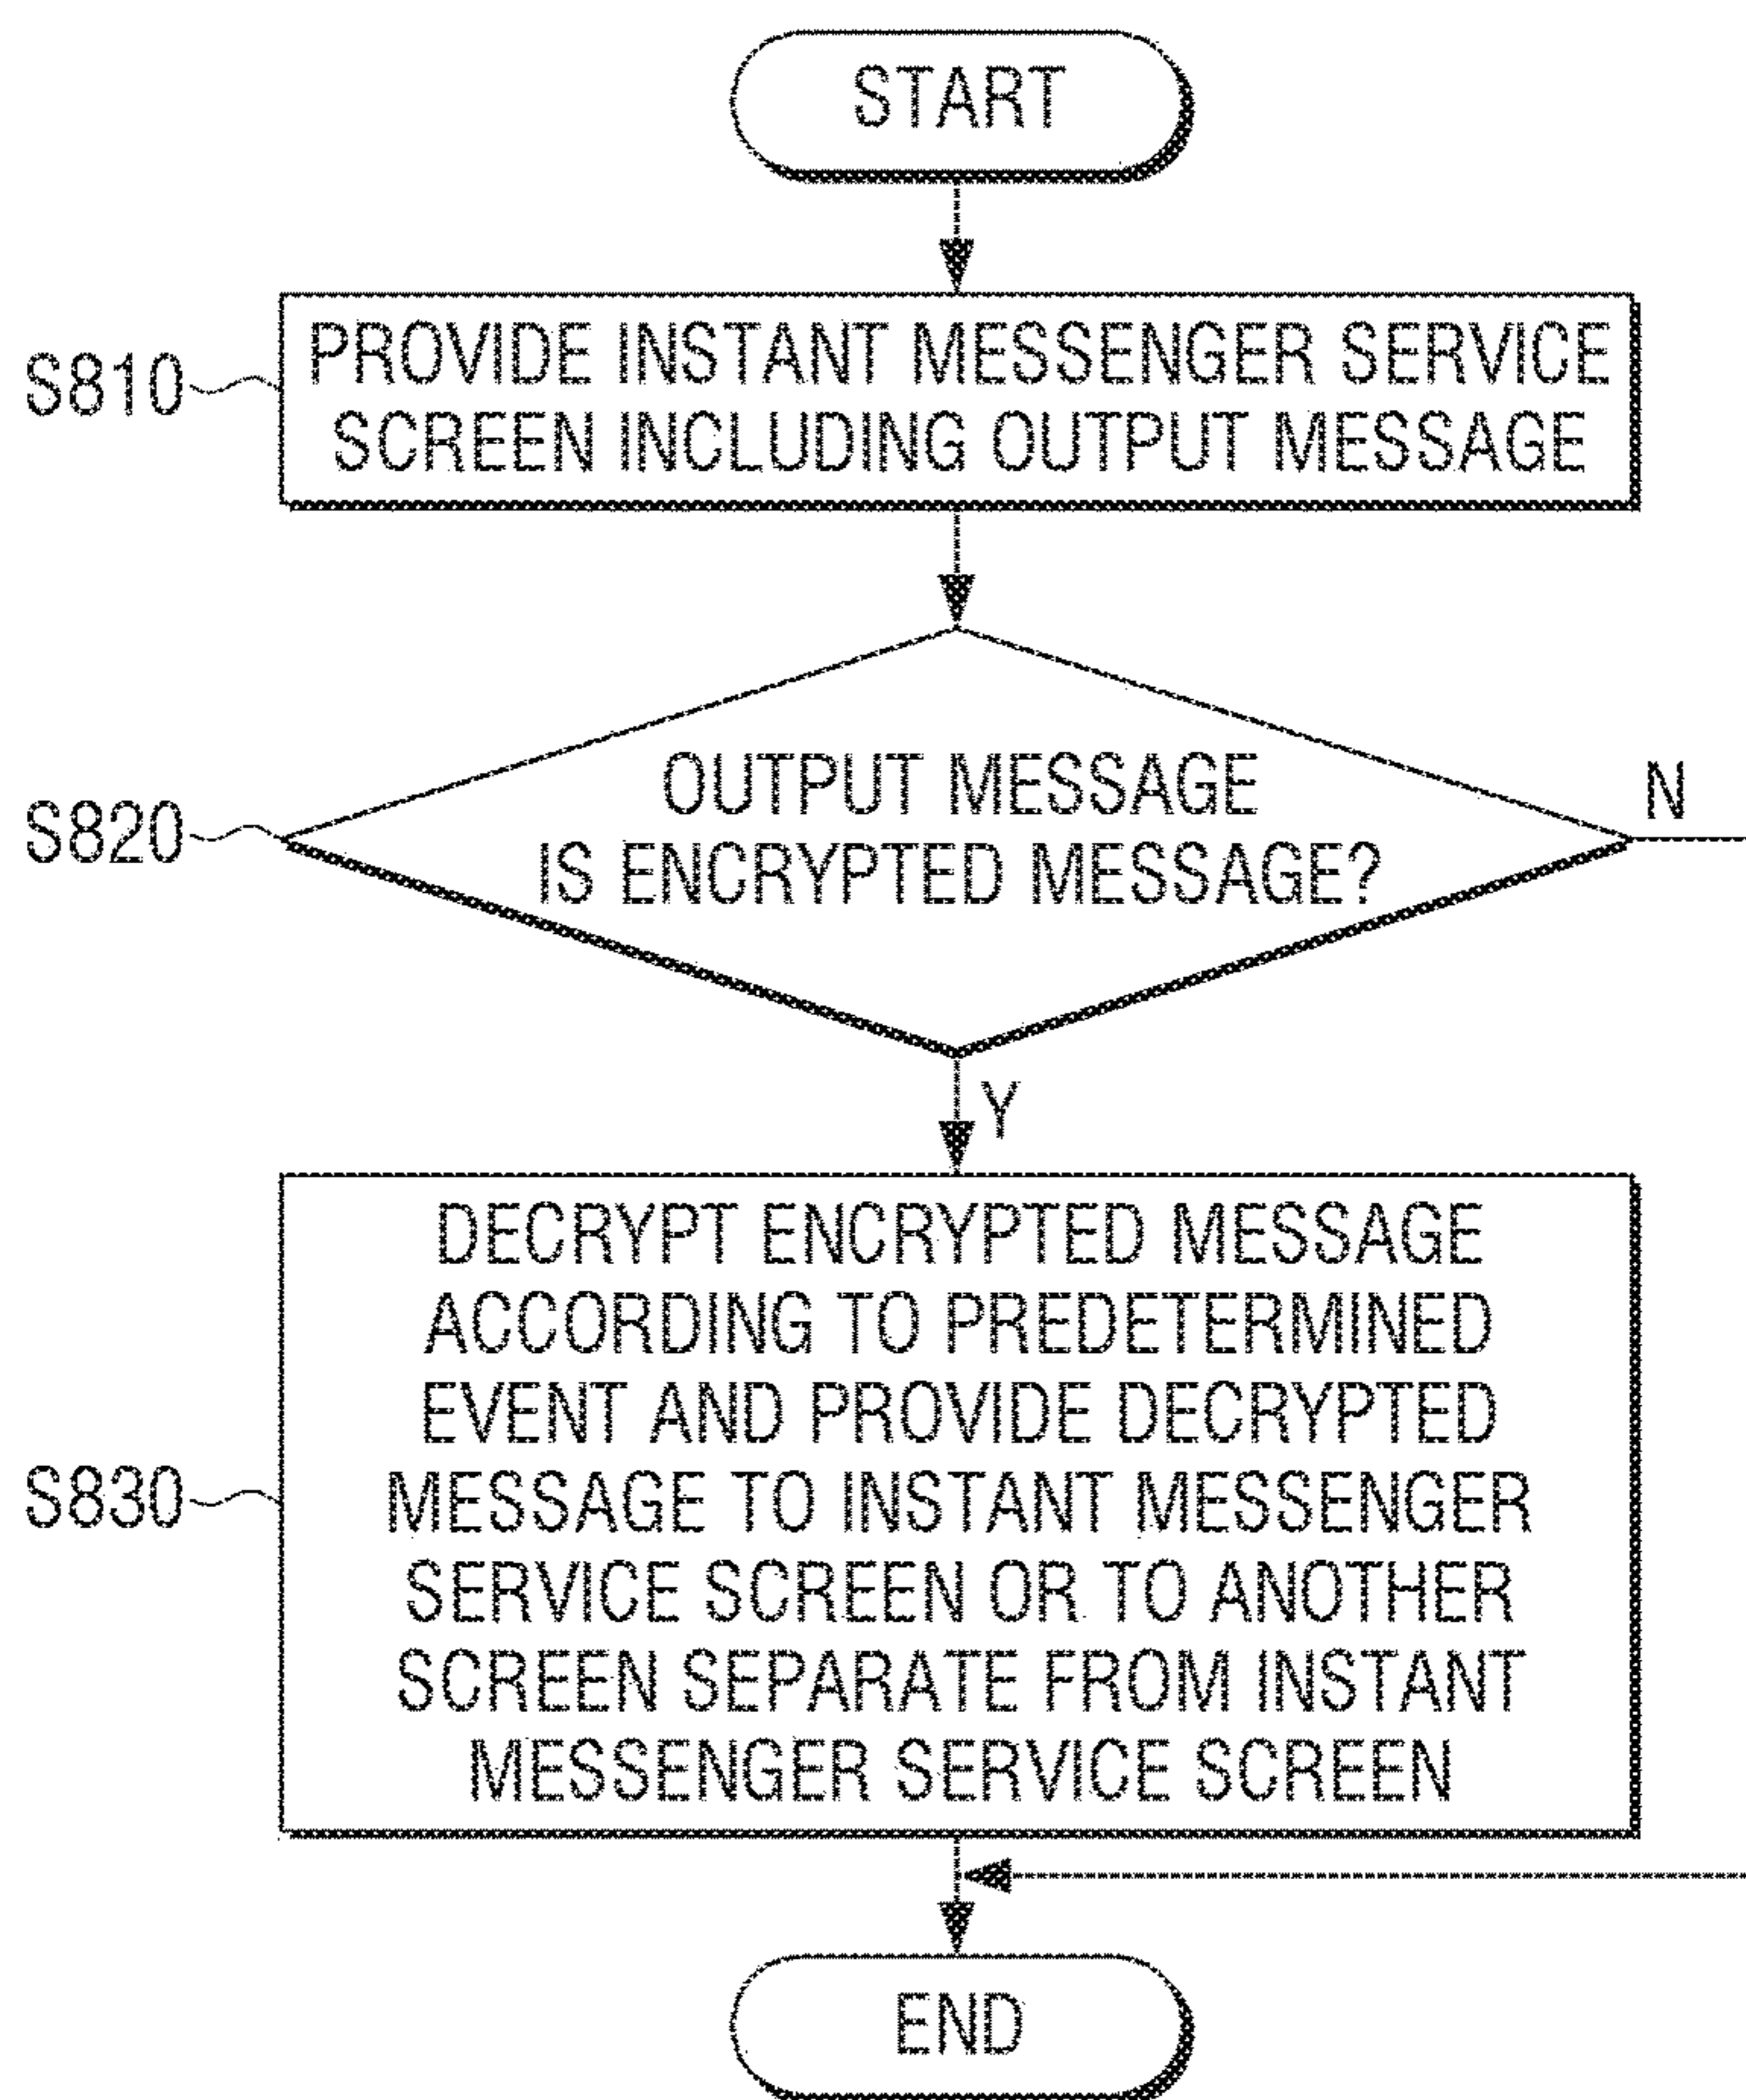 START
S810
PROVIDE INSTANT MESSENGER SERVICE
SCREEN INCLUDING OUTPUT MESSAGE
S820
OUTPUT MESSAGE
IS ENCRYPTED MESSAGE?
N
Y
S830
DECRYPT ENCRYPTED MESSAGE
ACCORDING TO PREDETERMINED
EVENT AND PROVIDE DECRYPTED
MESSAGE TO INSTANT MESSENGER
SERVICE SCREEN OR TO ANOTHER
SCREEN SEPARATE FROM INSTANT
MESSENGER SERVICE SCREEN
END